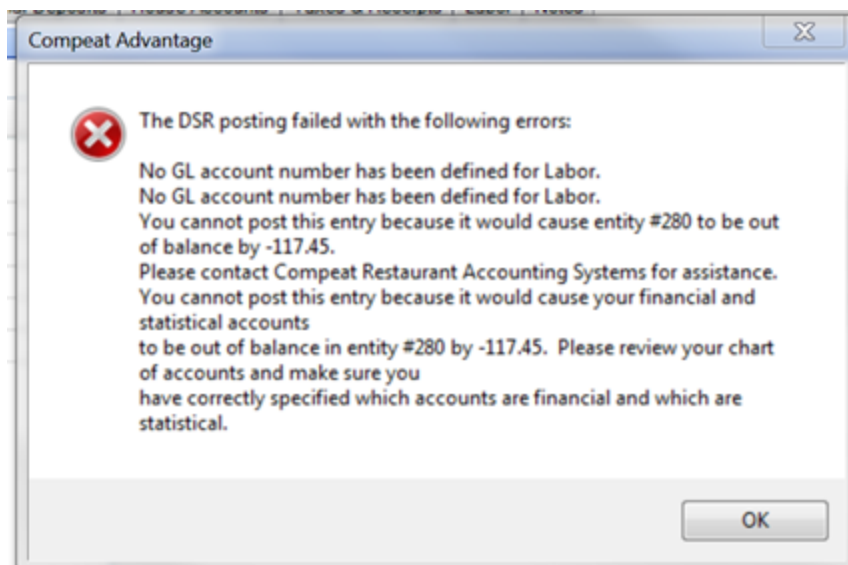 Compeat Advantage
The DSR posting failed with the following errors:
No GL account number has been defined for Labor.
No GL account number has been defined for Labor.
You cannot post this entry because it would cause entity #280 to be out
of balance by -117.45.
Please contact Compeat Restaurant Accounting Systems for assistance.
You cannot post this entry because it would cause your financial and
statistical accounts
to be out of balance in entity #280 by -117.45.  Please review your chart
of accounts and make sure you
have correctly specified which accounts are financial and which are
statistical.
OK